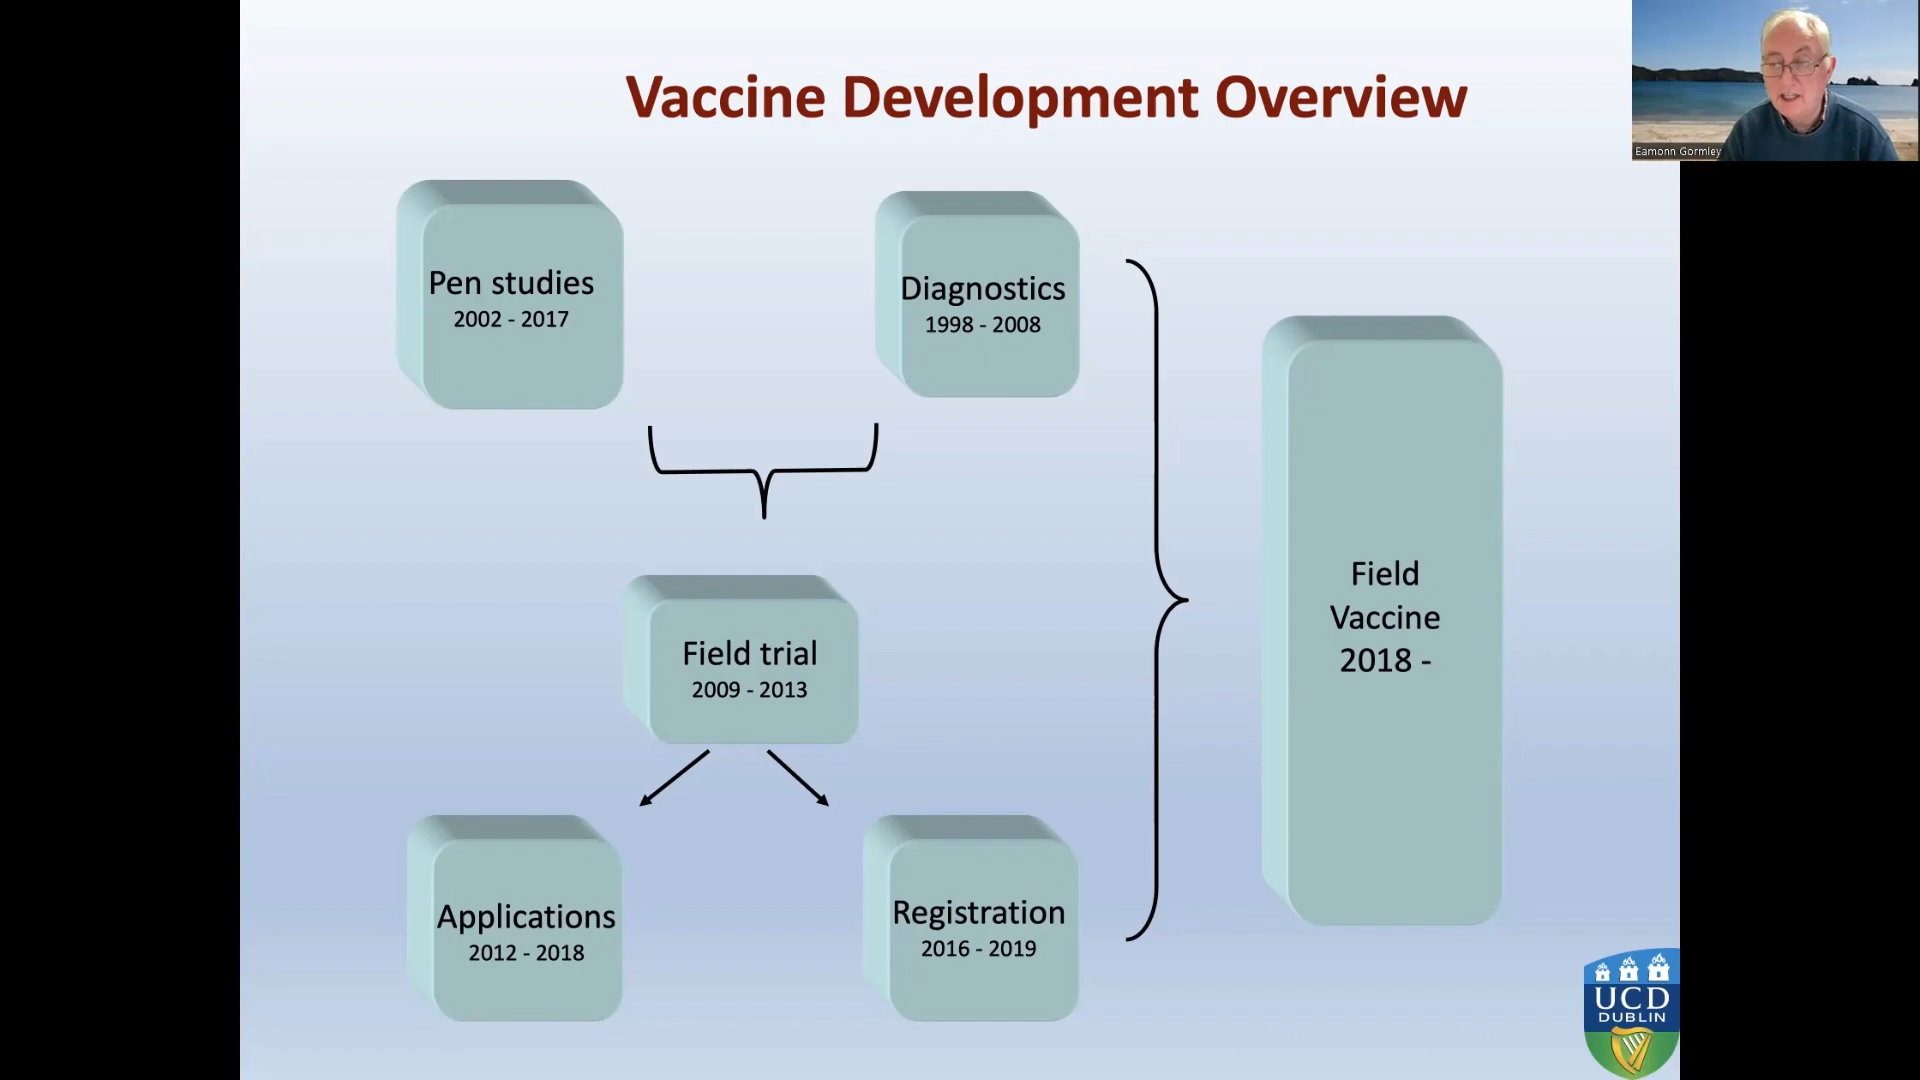 Vaccine Development Overview
Eamonn Gormley
Pen studies
2002 - 2017
Diagnostics
1998 - 2008
Field trial
2009 - 2013
Applications
2012 - 2018
Registration
2016 - 2019
Field
Vaccine
2018 -
UCD
DUBLIN